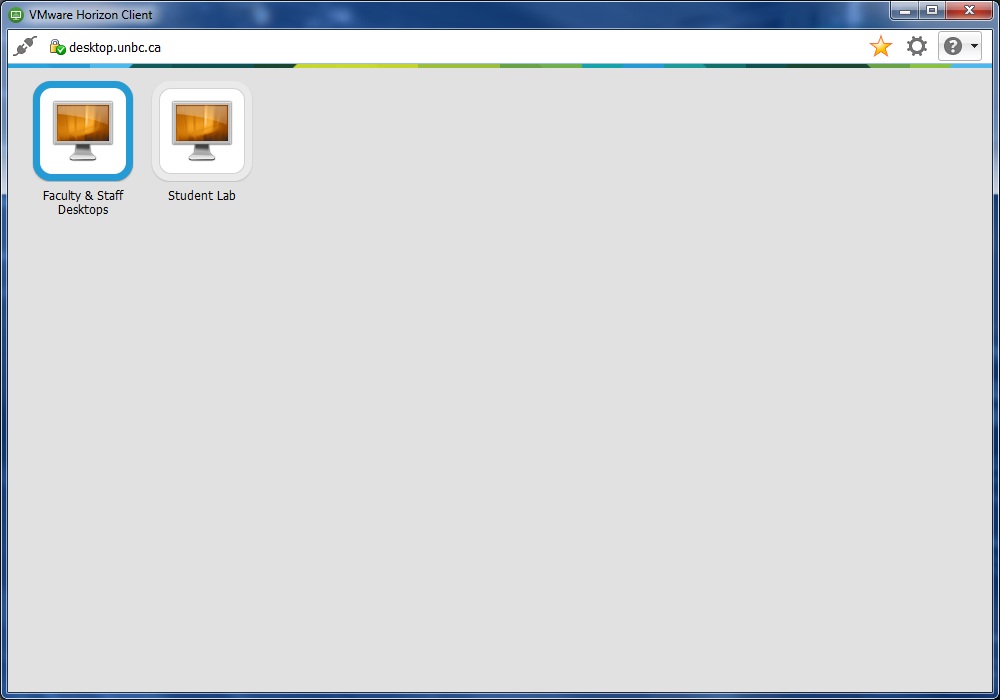 VMware Horizon Client
desktop.unbc.ca
Faculty & Staff
Desktops
Student Lab